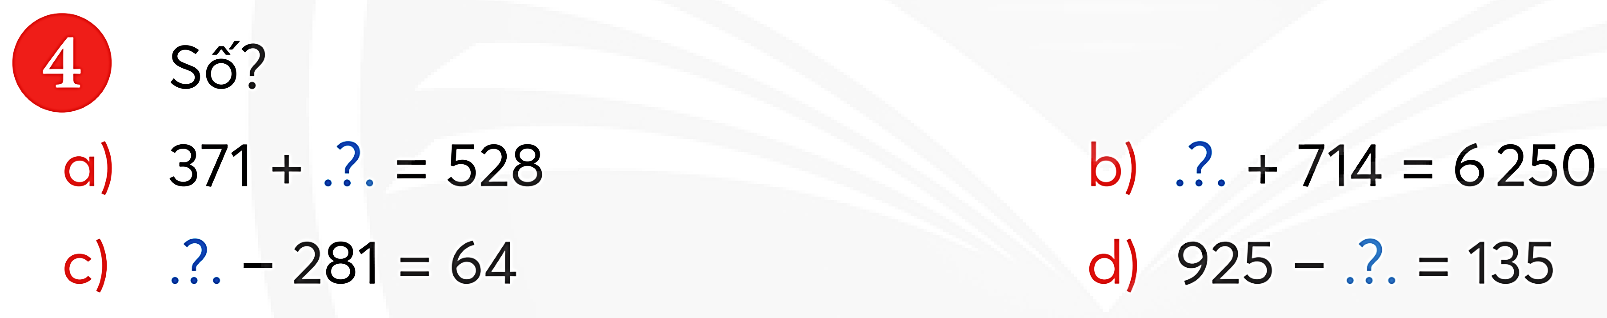 4 Số?
a) 371 + .?. = 528 b) .?. + 714 = 6 250
c) .?. − 281 = 64 d) 925 − .?. = 135